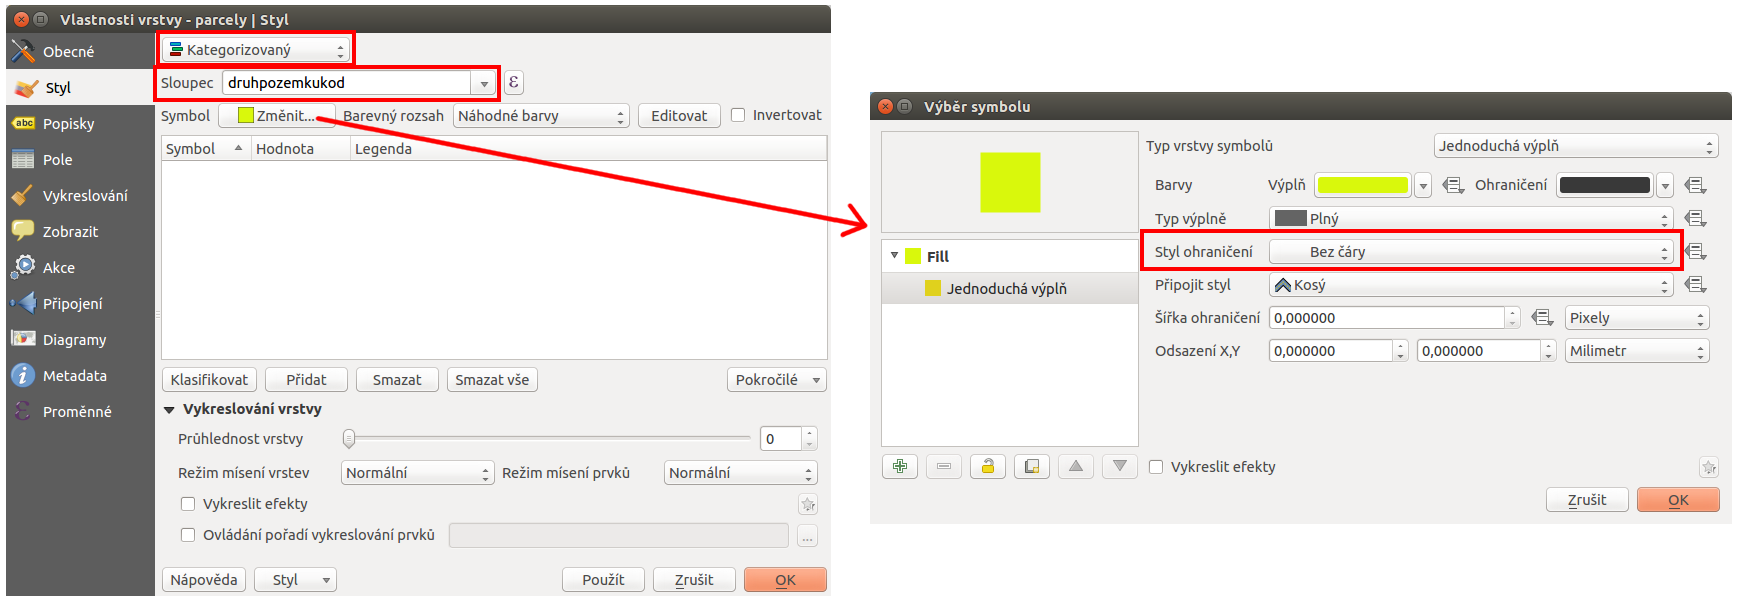 Vlastnosti vrstvy - parcely | Styl
Obecné
Styl
Popisky
Pole
Vykreslování
Zobrazit
Akce
Připojení
Diagramy
Metadata
Proměnné
Kategorizovaný
Sloupec druhpozemkukod ε
Symbol Změnit... Barevný rozsah Náhodné barvy Editovat Invertovat
Symbol Hodnota Legenda
Klasifikovat Přidat Smazat Smazat vše Pokročilé
Vykreslování vrstvy
Průhlednost vrstvy 0
Režim mísení vrstev Normální Režim mísení prvků Normální
Vykreslit efekty
Ovládání pořadí vykreslování prvků ...
Nápověda Styl Použít Zrušit OK
Výběr symbolu
Typ vrstvy symbolů Jednoduchá výplň
Barvy Výplň Ohraničení
Typ výplně Plný
Styl ohraničení Bez čáry
Připojit styl Kosý
Šířka ohraničení 0,000000 Pixely
Odsazení X,Y 0,000000 0,000000 Milimetr
Fill
Jednoduchá výplň
Vykreslit efekty
Zrušit OK
abc